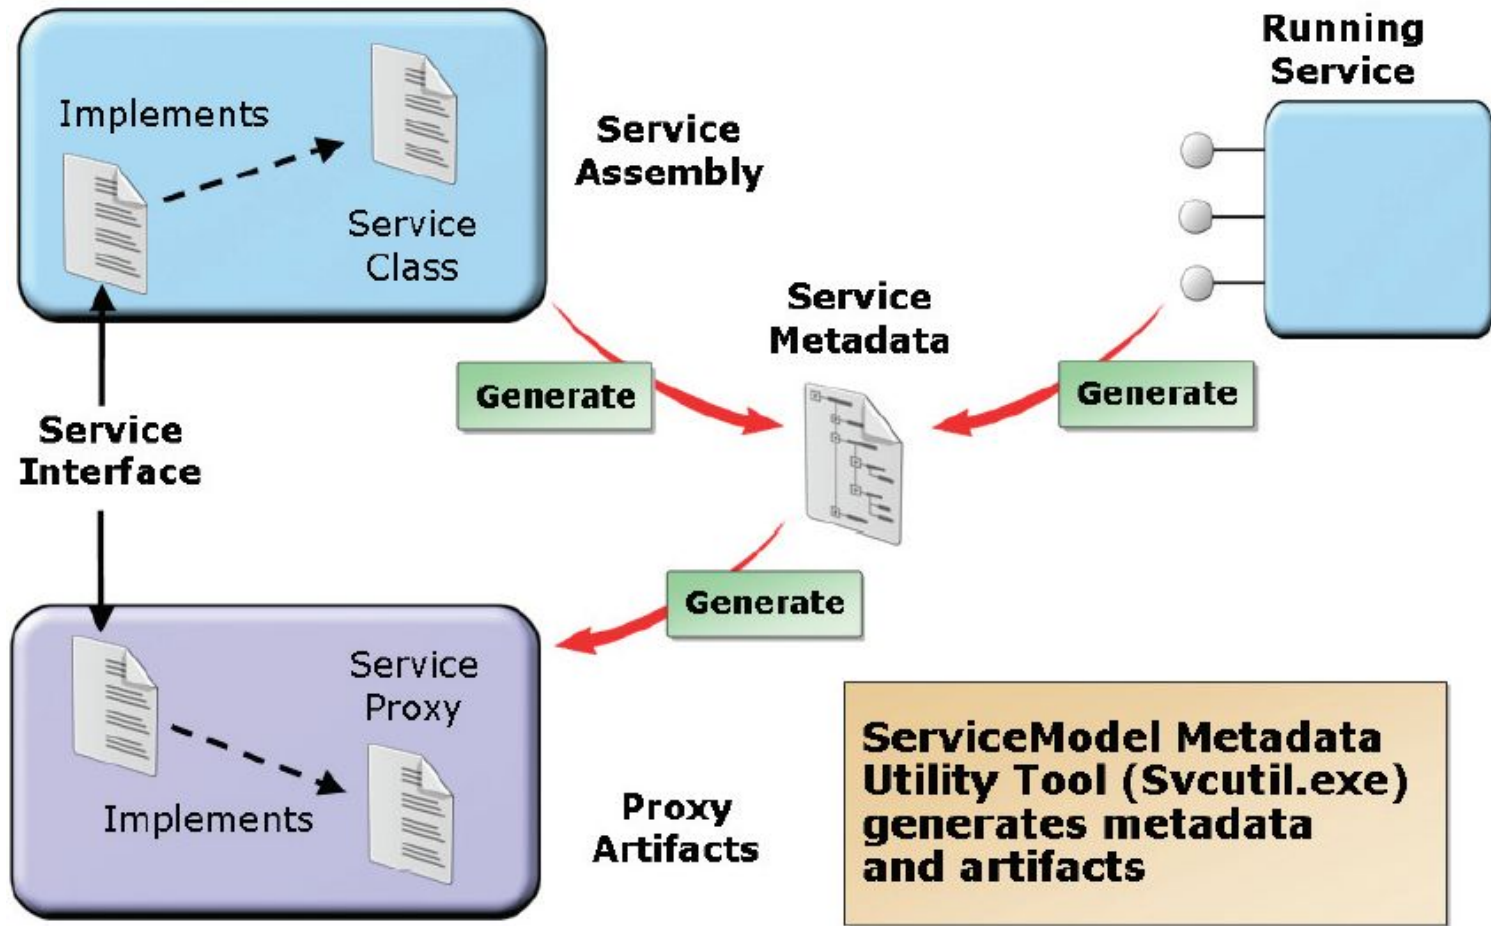 Running
Service
Implements
Service
Assembly
Service
Class
Service
Metadata
Generate
Generate
Service
Interface
Generate
Service
Proxy
Implements
Proxy
Artifacts
ServiceModel Metadata
Utility Tool (Svcutil.exe)
generates metadata
and artifacts